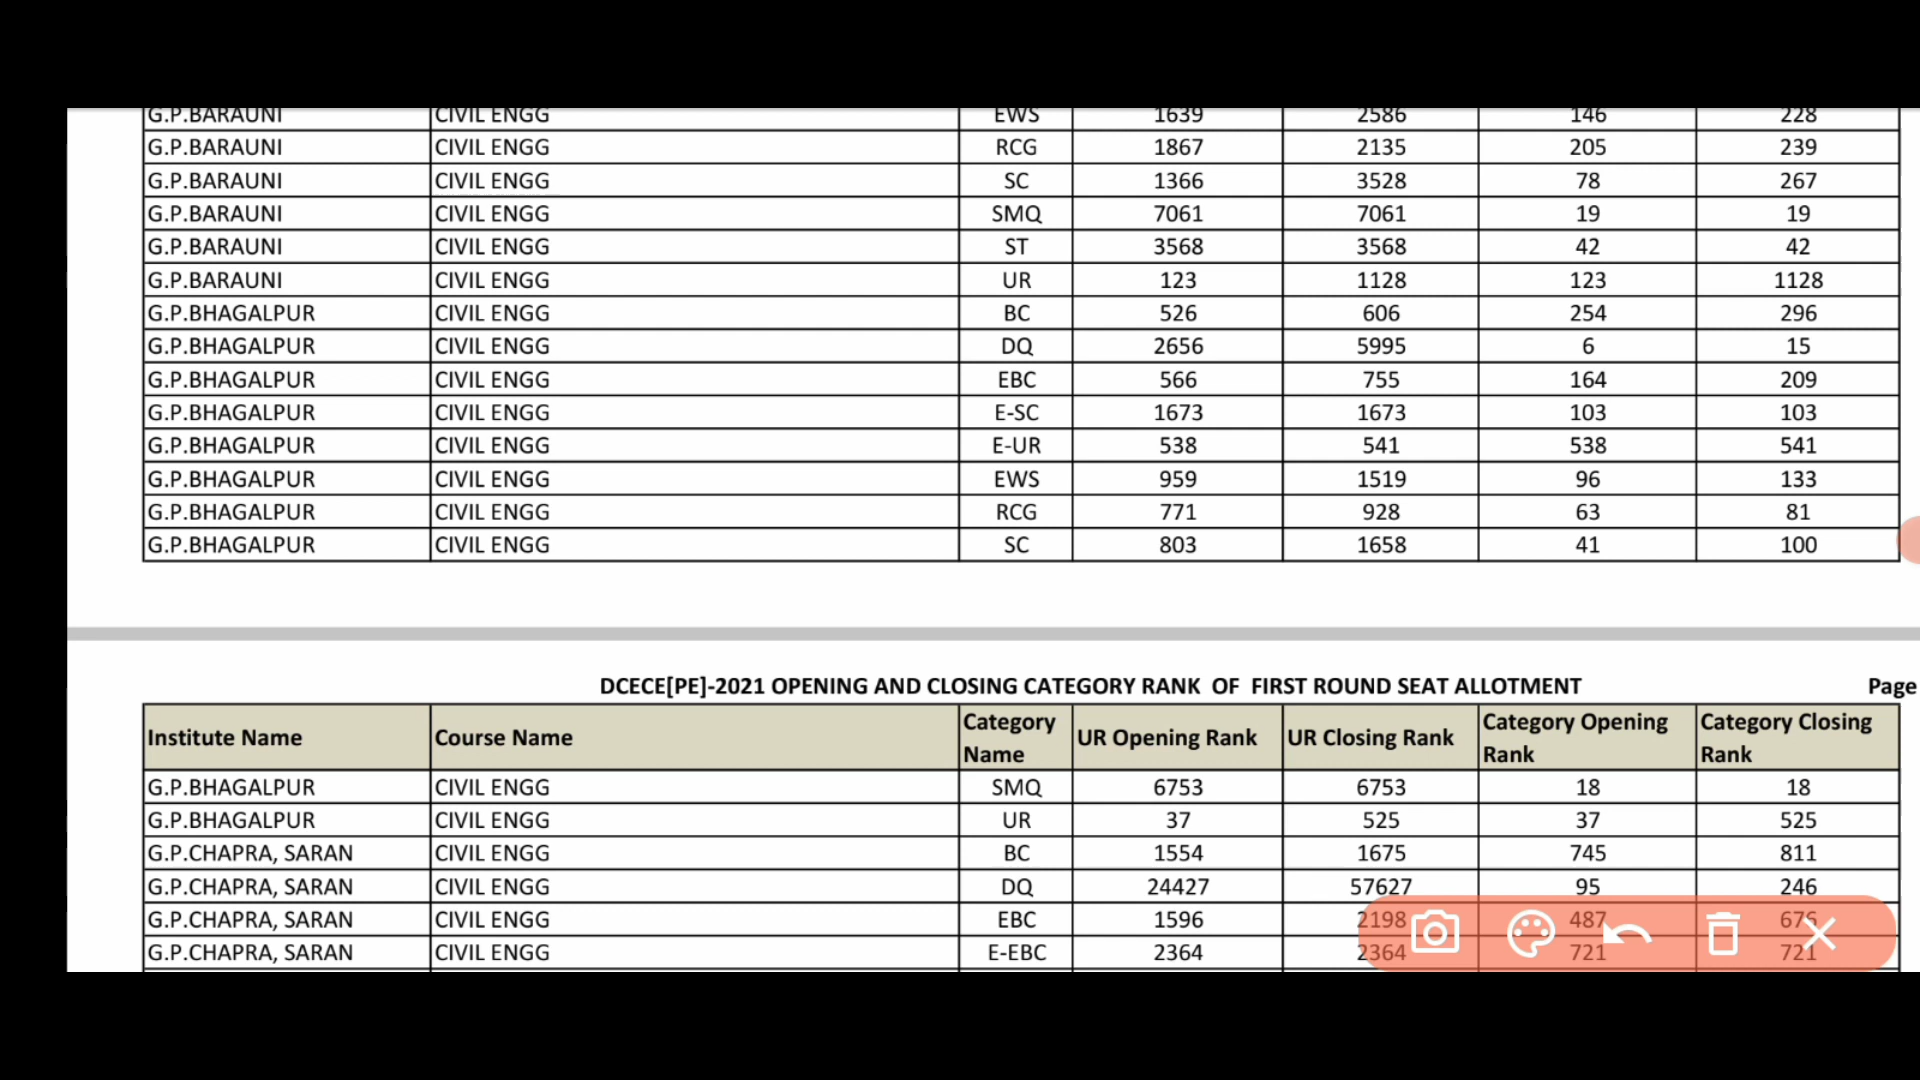 G.P.BARAUNI CIVIL ENGG EWS 1639 2586 146 228
G.P.BARAUNI CIVIL ENGG RCG 1867 2135 205 239
G.P.BARAUNI CIVIL ENGG SC 1366 3528 78 267
G.P.BARAUNI CIVIL ENGG SMQ 7061 7061 19 19
G.P.BARAUNI CIVIL ENGG ST 3568 3568 42 42
G.P.BARAUNI CIVIL ENGG UR 123 1128 123 1128
G.P.BHAGALPUR CIVIL ENGG BC 526 606 254 296
G.P.BHAGALPUR CIVIL ENGG DQ 2656 5995 6 15
G.P.BHAGALPUR CIVIL ENGG EBC 566 755 164 209
G.P.BHAGALPUR CIVIL ENGG E-SC 1673 1673 103 103
G.P.BHAGALPUR CIVIL ENGG E-UR 538 541 538 541
G.P.BHAGALPUR CIVIL ENGG EWS 959 1519 96 133
G.P.BHAGALPUR CIVIL ENGG RCG 771 928 63 81
G.P.BHAGALPUR CIVIL ENGG SC 803 1658 41 100
DCECE[PE]-2021 OPENING AND CLOSING CATEGORY RANK OF FIRST ROUND SEAT ALLOTMENT Page
Institute Name Course Name Category Name UR Opening Rank UR Closing Rank Category Opening Rank Category Closing Rank
G.P.BHAGALPUR CIVIL ENGG SMQ 6753 6753 18 18
G.P.BHAGALPUR CIVIL ENGG UR 37 525 37 525
G.P.CHAPRA, SARAN CIVIL ENGG BC 1554 1675 745 811
G.P.CHAPRA, SARAN CIVIL ENGG DQ 24427 57627 95 246
G.P.CHAPRA, SARAN CIVIL ENGG EBC 1596 2198 487 676
G.P.CHAPRA, SARAN CIVIL ENGG E-EBC 2364 2364 721 721